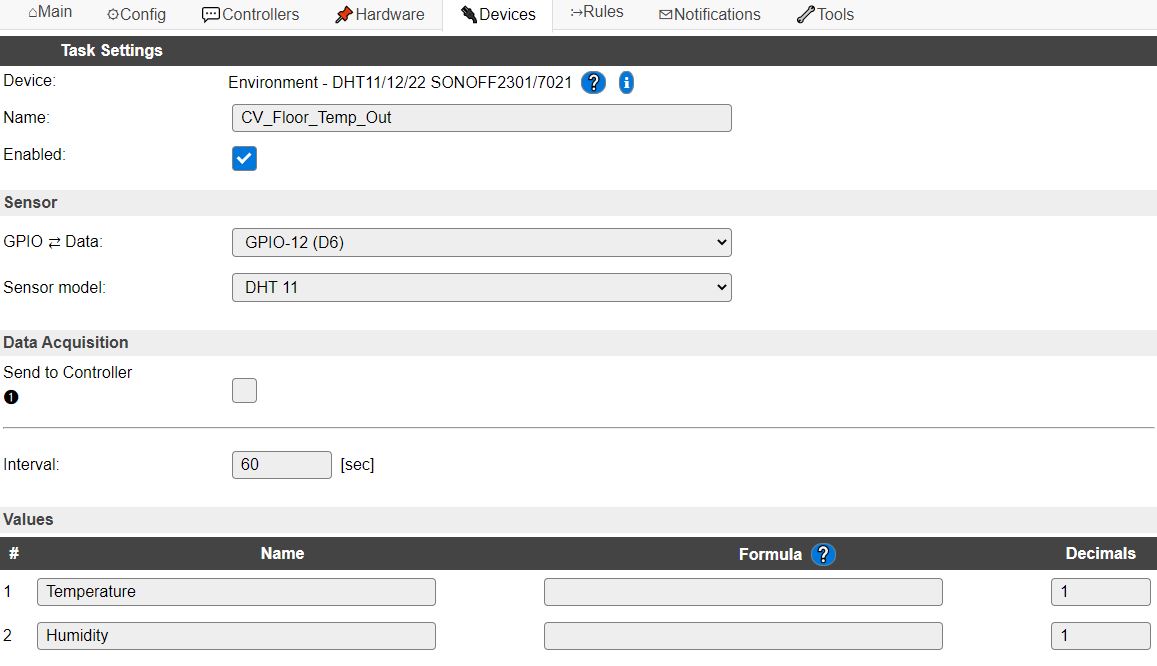 ⌂Main ⚙Config 💬Controllers 📌Hardware 🔌Devices Rules ✉Notifications 🔧Tools
Task Settings
Device: Environment - DHT11/12/22 SONOFF2301/7021 ? i
Name: CV_Floor_Temp_Out
Enabled:
Sensor
GPIO ⇄ Data: GPIO-12 (D6)
Sensor model: DHT 11
Data Acquisition
Send to Controller
❶
Interval: 60 [sec]
Values
# Name Formula ? Decimals
1 Temperature 1
2 Humidity 1